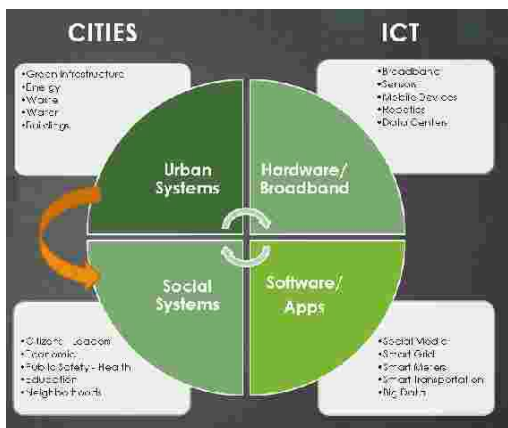 CITIES
ICT
•Green Infrastructure
•Energy
•Waste
•Water
•Buildings
•Broadband
•Sensors
•Mobile Devices
•Robotics
•Data Centers
Urban
Systems
Hardware/
Broadband
Social
Systems
Software/
Apps
•Citizens -
•Economic
•Public Safety - Health
•Education
•Neighborhoods
•Social Media
•Smart Grid
•Smart Meters
•Smart Transportation
•Big Data